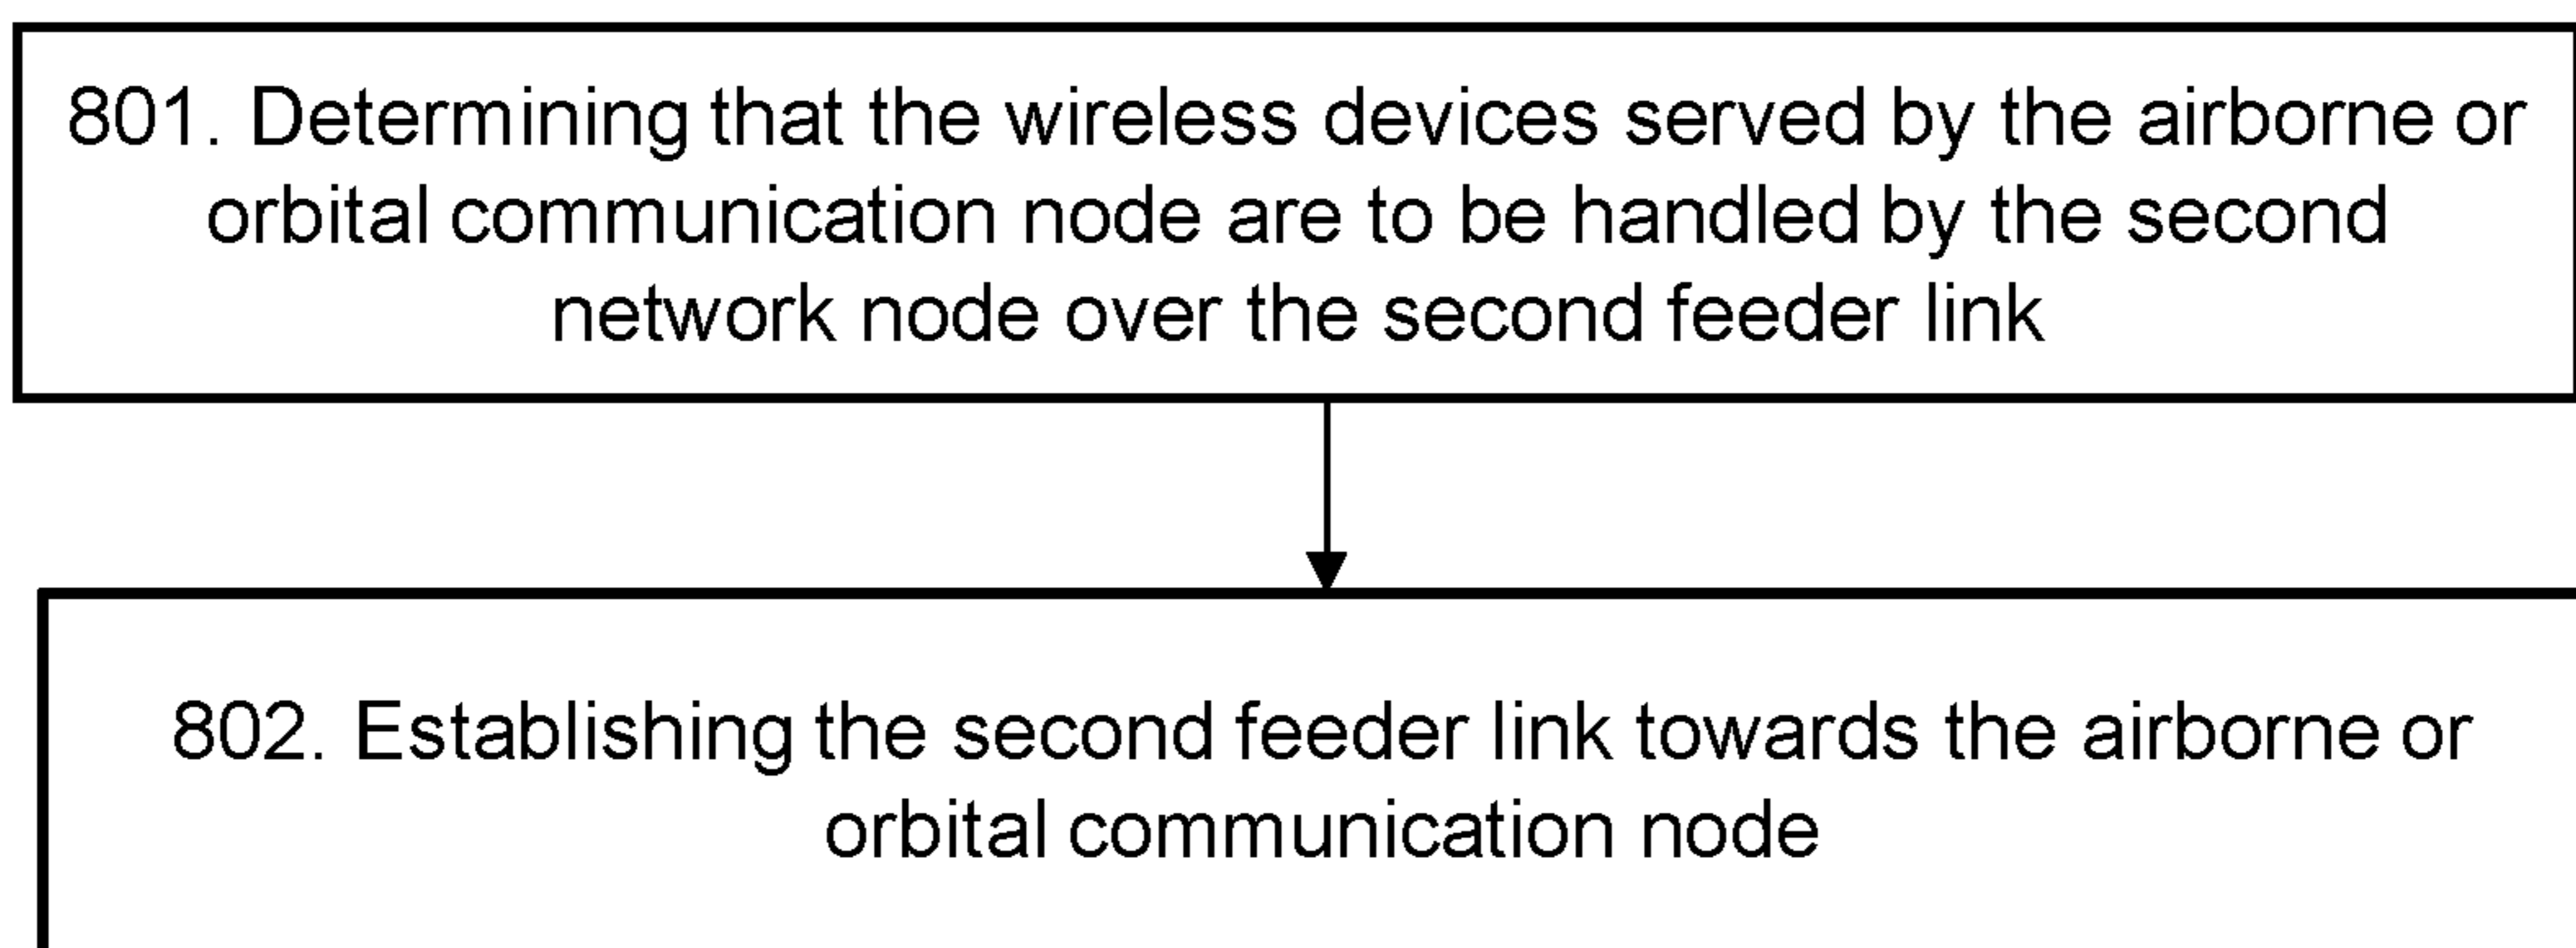 801. Determining that the wireless devices served by the airborne or
orbital communication node are to be handled by the second
network node over the second feeder link
802. Establishing the second feeder link towards the airborne or
orbital communication node